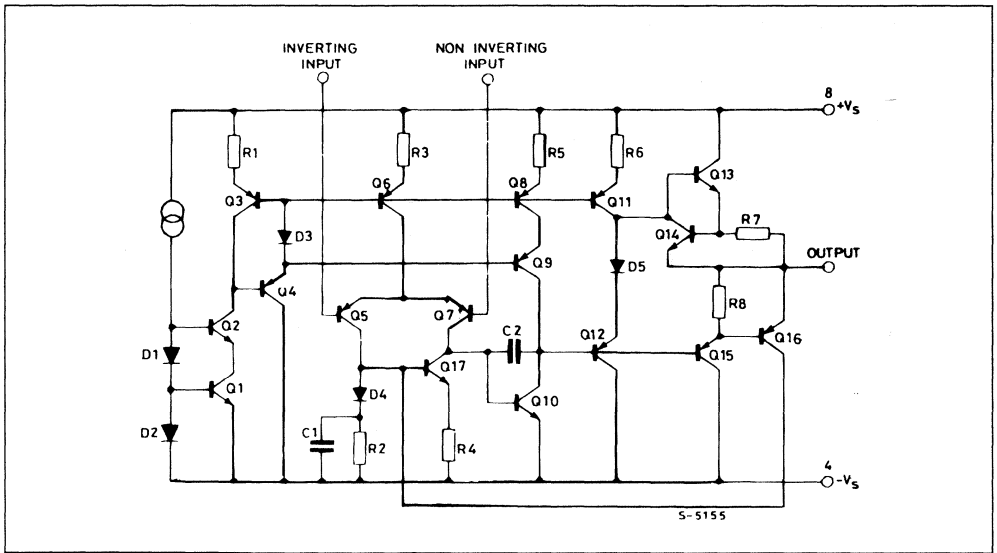 INVERTING
INPUT
NON INVERTING
INPUT
8
+Vs
R1
R3
R5
R6
Q13
Q3
Q6
Q8
Q11
R7
D3
Q14
OUTPUT
Q4
Q9
D5
R8
Q2
Q5
Q7
C2
Q12
Q16
D1
Q17
Q15
Q1
D4
Q10
D2
C1
R2
R4
4
-Vs
S-5155